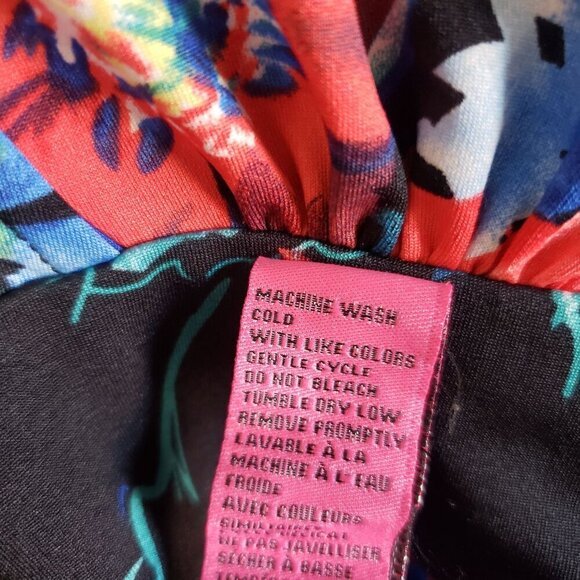 MACHINE WASH
COLD
WITH LIKE COLORS
GENTLE CYCLE
DO NOT BLEACH
TUMBLE DRY LOW
REMOVE PROMPTLY
LAVABLE À LA
MACHINE À L'EAU
FROIDE
AVEC COULEURS
NE PAS JAVELLISER
SÉCHER À BASSE